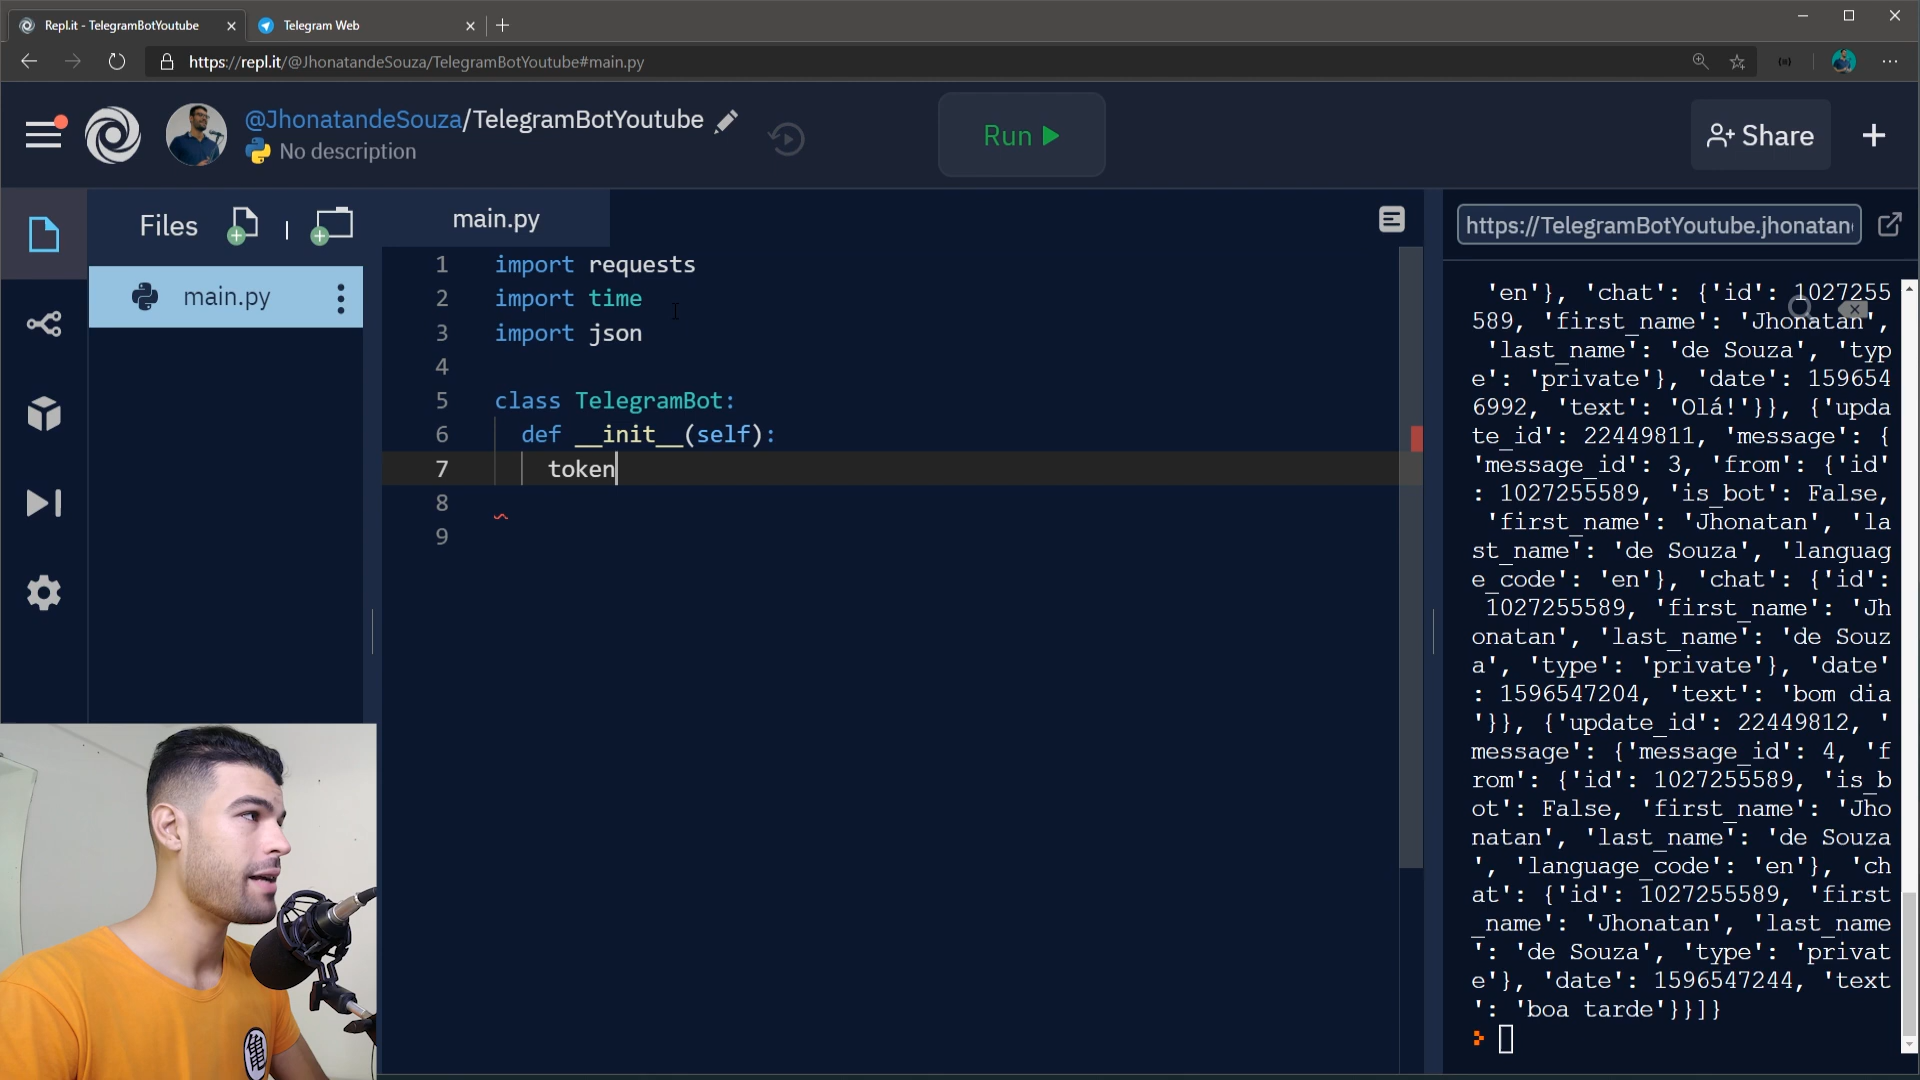 Repl.it - TelegramBotYoutube
Telegram Web
https://repl.it/@JhonatandeSouza/TelegramBotYoutube#main.py
@JhonatandeSouza/TelegramBotYoutube
No description
Run
Share
Files
main.py
main.py
1 import requests
2 import time
3 import json
4
5 class TelegramBot:
6 def __init__(self):
7 token
8
9
https://TelegramBotYoutube.jhonatan
'en'}, 'chat': {'id': 1027255
589, 'first_name': 'Jhonatan',
'last_name': 'de Souza', 'typ
e': 'private'}, 'date': 159654
6992, 'text': 'Olá!'}}, {'upda
te_id': 22449811, 'message': {
'message_id': 3, 'from': {'id'
: 1027255589, 'is_bot': False,
'first_name': 'Jhonatan', 'la
st_name': 'de Souza', 'languag
e_code': 'en'}, 'chat': {'id':
1027255589, 'first_name': 'Jh
onatan', 'last_name': 'de Souz
a', 'type': 'private'}, 'date'
: 1596547204, 'text': 'bom dia
'}}, {'update_id': 22449812, '
message': {'message_id': 4, 'f
rom': {'id': 1027255589, 'is_b
ot': False, 'first_name': 'Jho
natan', 'last_name': 'de Souza
', 'language_code': 'en'}, 'ch
at': {'id': 1027255589, 'first
_name': 'Jhonatan', 'last_name
': 'de Souza', 'type': 'privat
e'}, 'date': 1596547244, 'text
': 'boa tarde'}}]}
亀